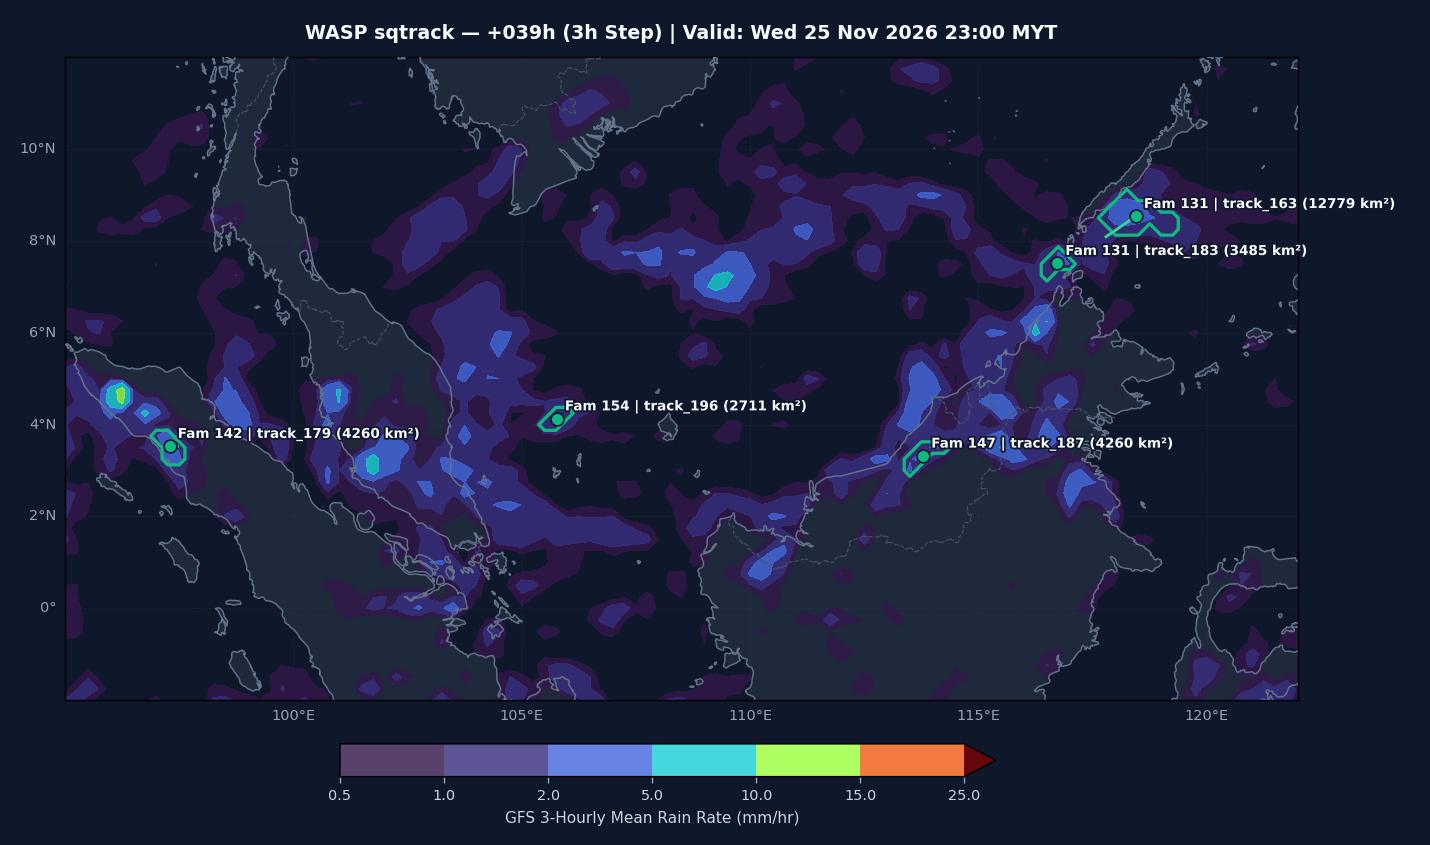 WASP sqtrack — +039h (3h Step) | Valid: Wed 25 Nov 2026 23:00 MYT
10°N
8°N
6°N
4°N
2°N
0°
Fam 131 | track_163 (12779 km²)
Fam 131 | track_183 (3485 km²)
Fam 154 | track_196 (2711 km²)
Fam 142 | track_179 (4260 km²)
Fam 147 | track_187 (4260 km²)
100°E 105°E 110°E 115°E 120°E
0.5 1.0 2.0 5.0 10.0 15.0 25.0
GFS 3-Hourly Mean Rain Rate (mm/hr)